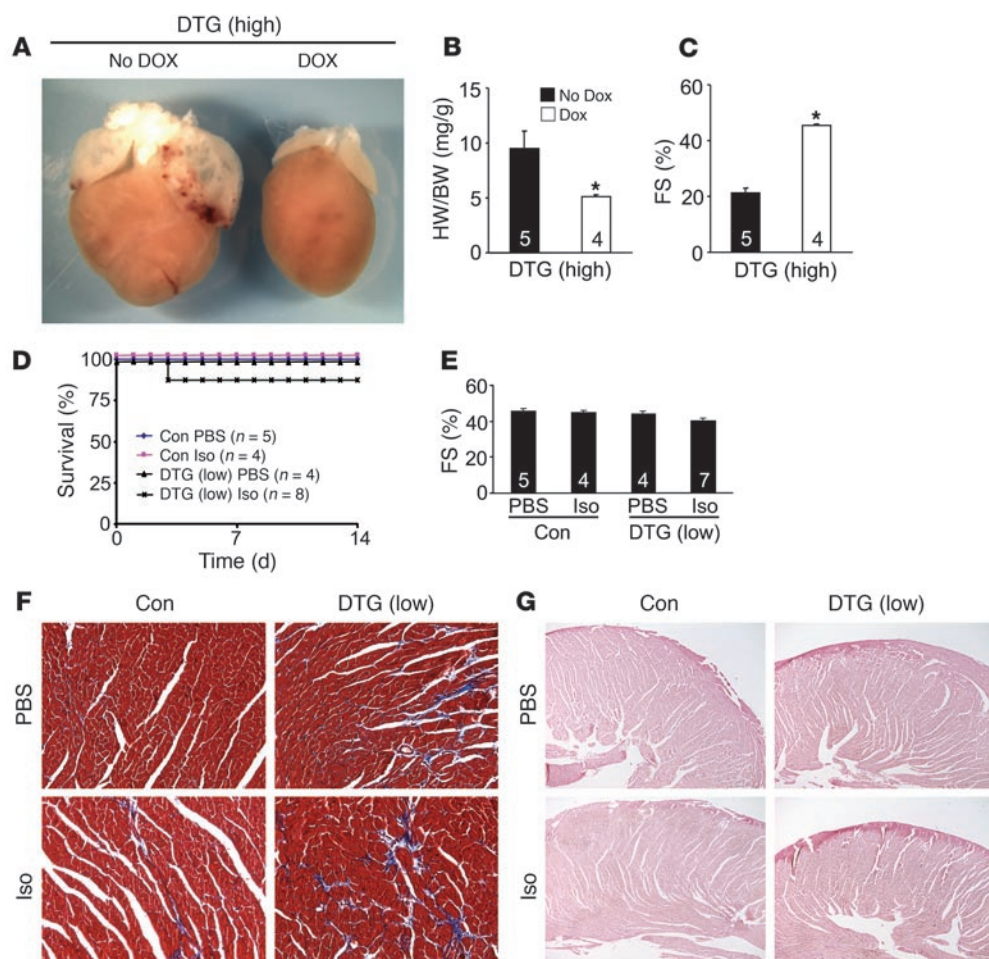 A
DTG (high)
No DOX DOX
B
HW/BW (mg/g)
15
10
5
0
No Dox
Dox
*
5 4
DTG (high)
C
FS (%)
60
40
20
0
*
5 4
DTG (high)
D
Survival (%)
100
75
50
25
0
Con PBS (n = 5)
Con Iso (n = 4)
DTG (low) PBS (n = 4)
DTG (low) Iso (n = 8)
0 7 14
Time (d)
E
FS (%)
60
40
20
0
5 4 4 7
PBS Iso PBS Iso
Con DTG (low)
F
Con DTG (low)
PBS
Iso
G
Con DTG (low)
PBS
Iso